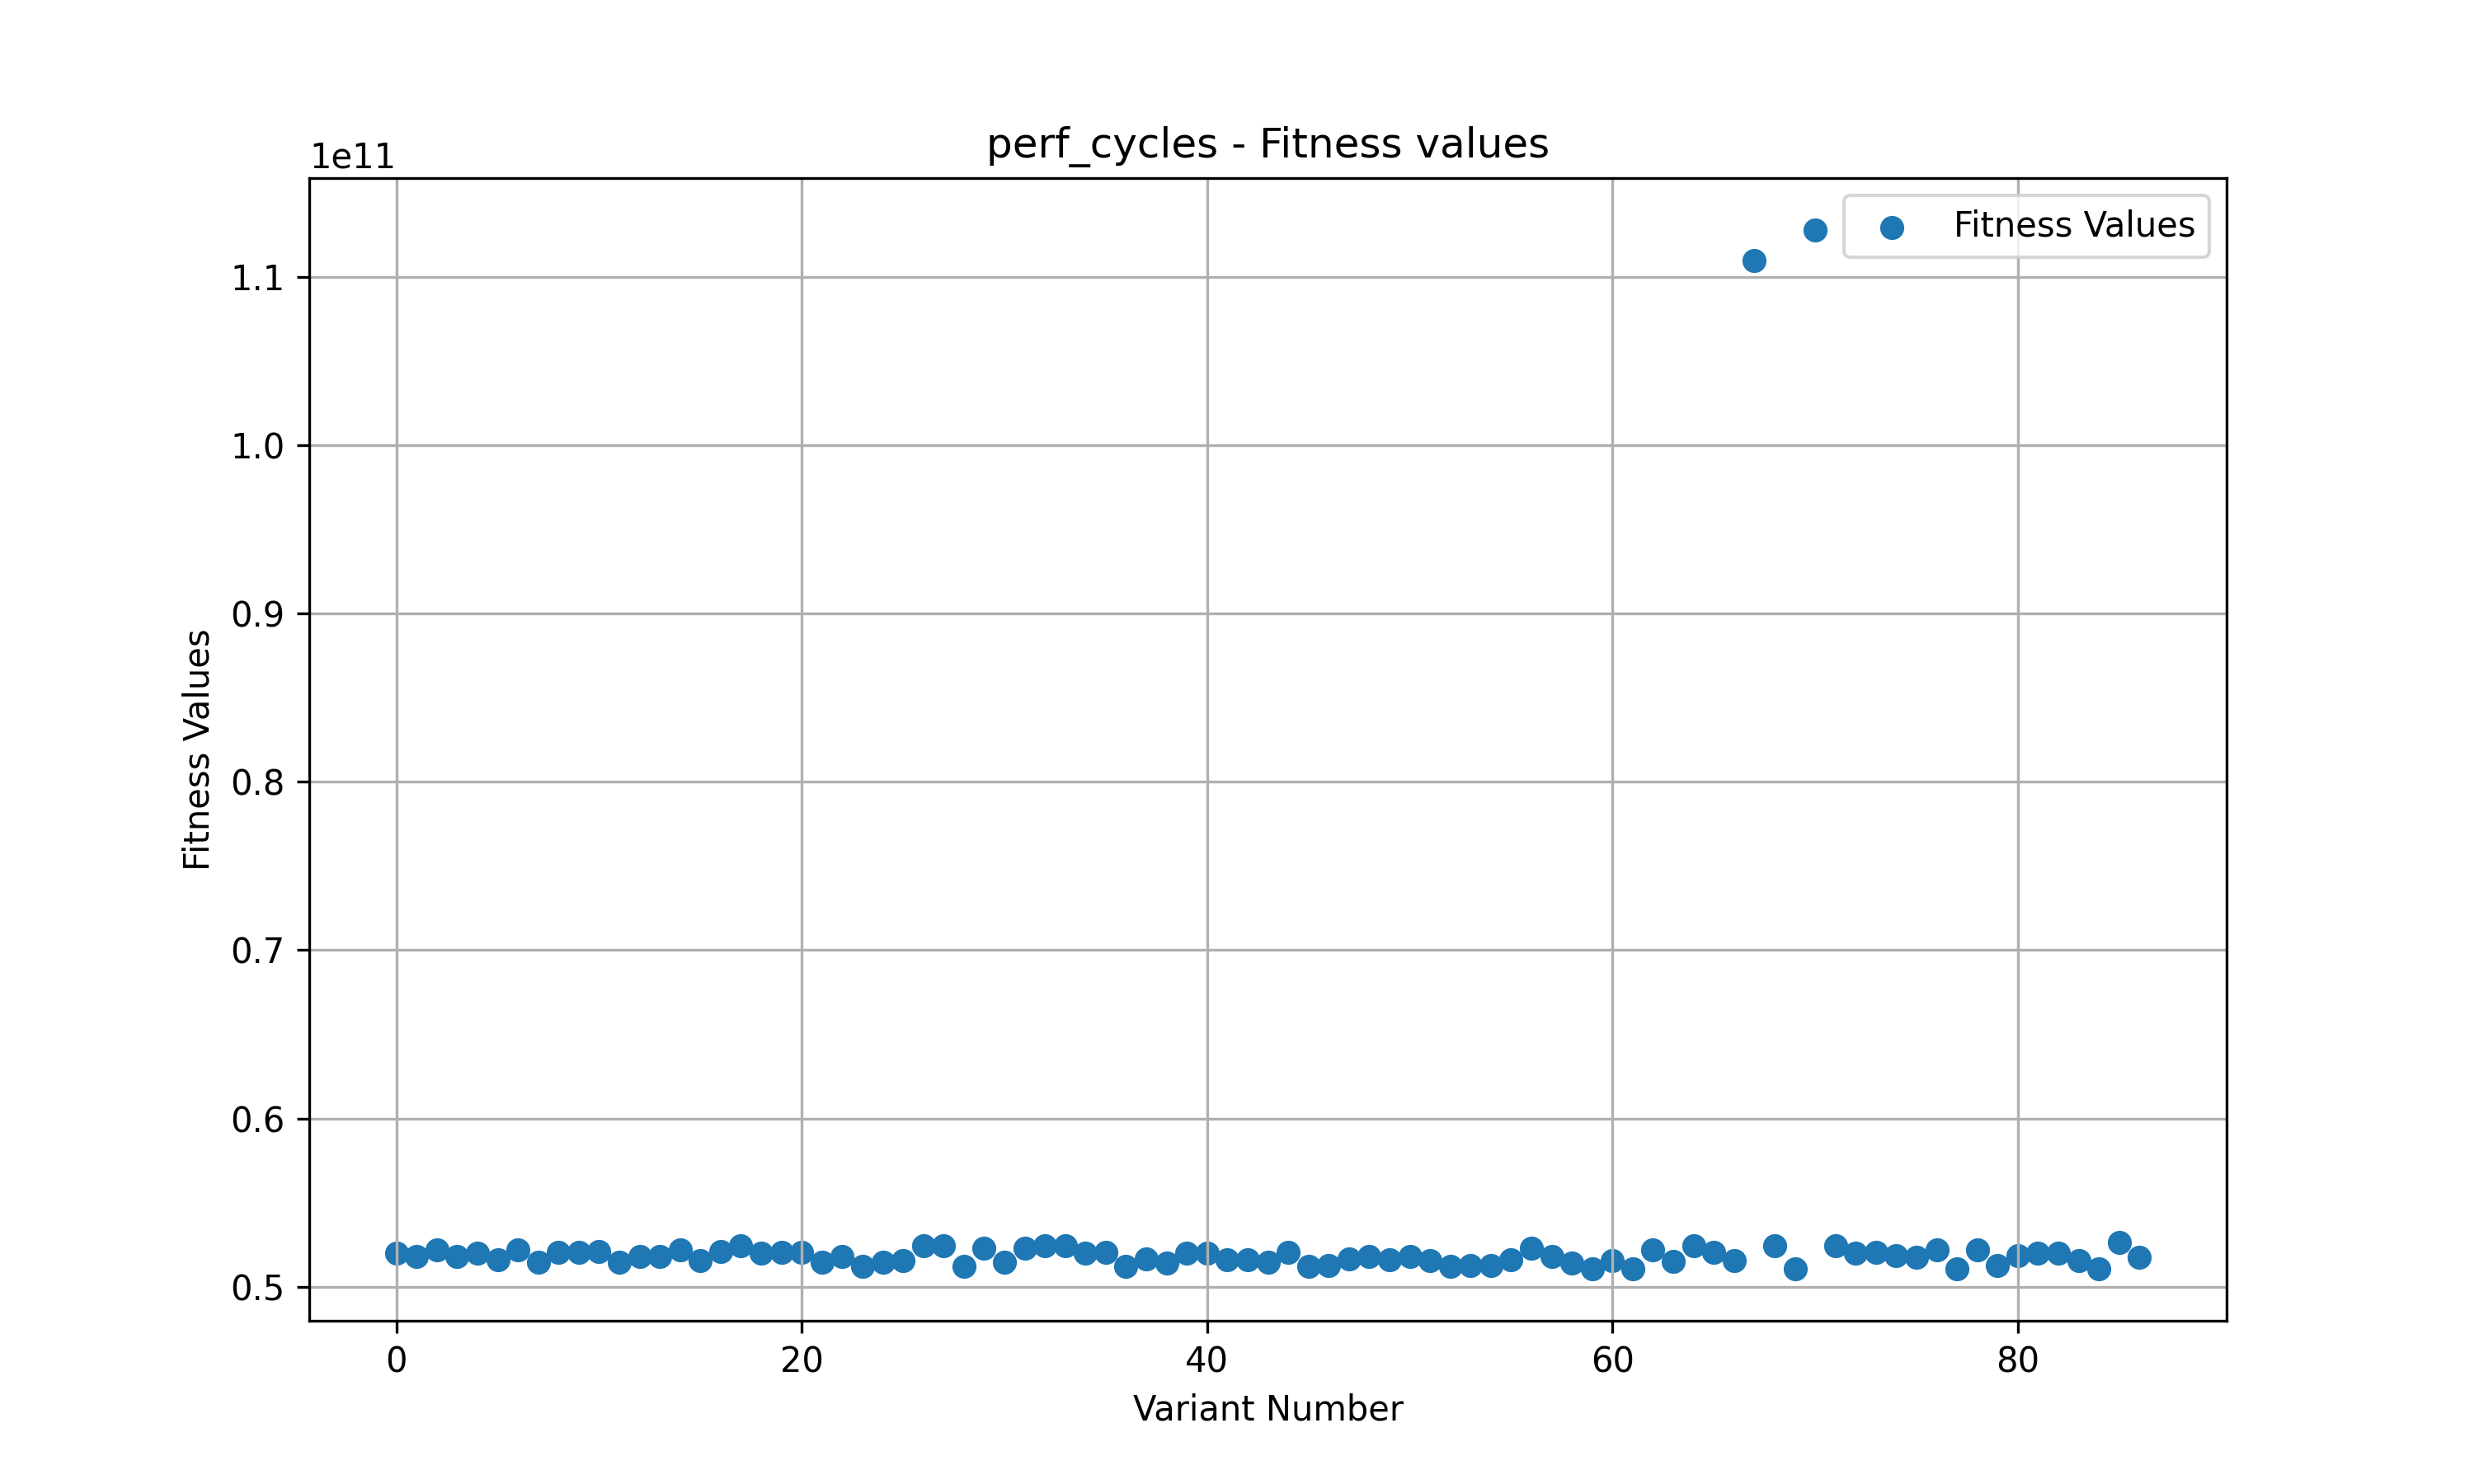 perf_cycles - Fitness values
1e11
Fitness Values
1.1
1.0
0.9
0.8
0.7
0.6
0.5
Fitness Values
0 20 40 60 80
Variant Number